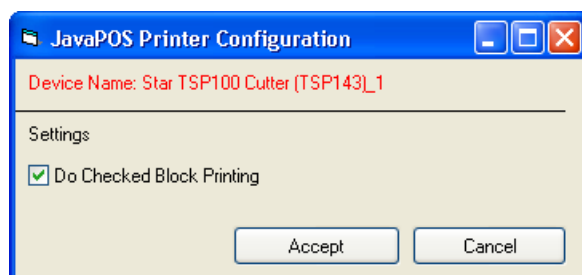 JavaPOS Printer Configuration
Device Name: Star TSP100 Cutter (TSP143)_1
Settings
Do Checked Block Printing
Accept Cancel